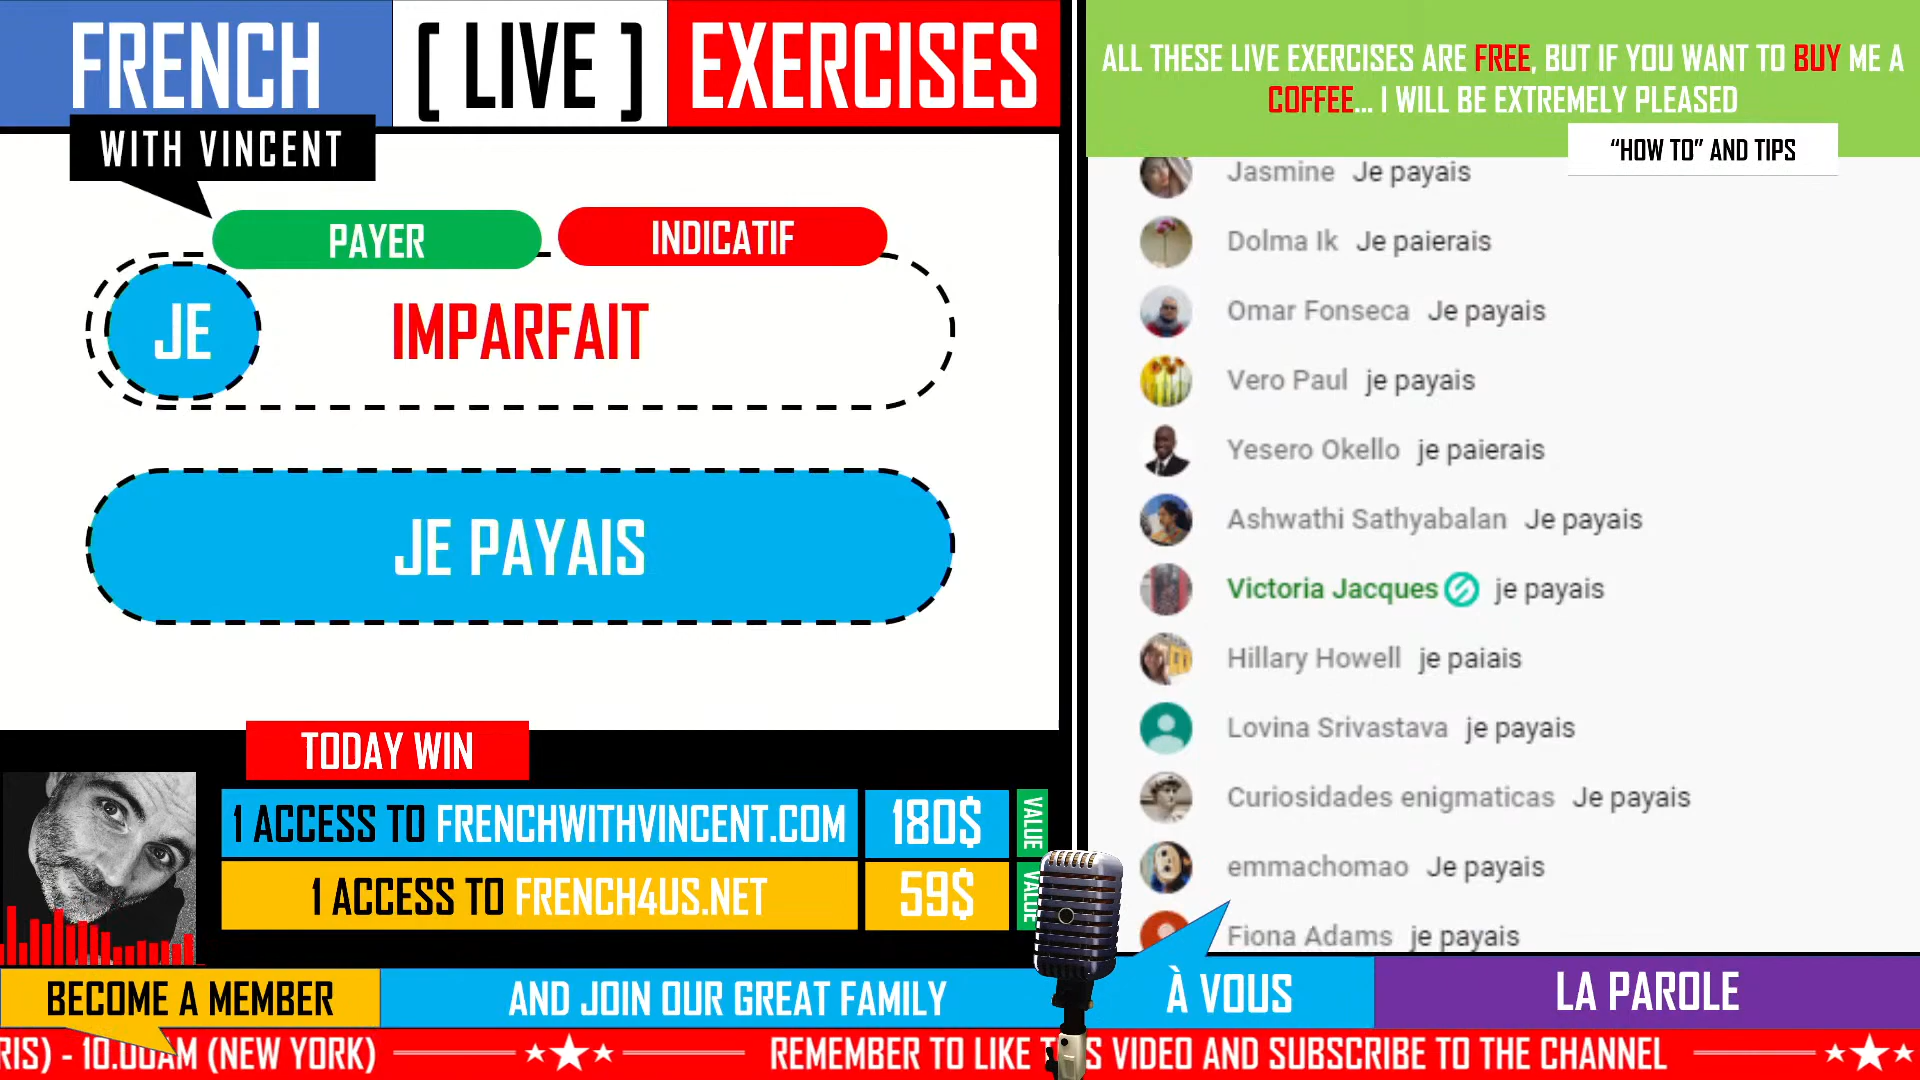 FRENCH [ LIVE ] EXERCISES
WITH VINCENT
PAYER
INDICATIF
JE
IMPARFAIT
JE PAYAIS
TODAY WIN
1 ACCESS TO FRENCHWITHVINCENT.COM 180$ VALUE
1 ACCESS TO FRENCH4US.NET 59$ VALUE
BECOME A MEMBER AND JOIN OUR GREAT FAMILY
ALL THESE LIVE EXERCISES ARE FREE, BUT IF YOU WANT TO BUY ME A
COFFEE... I WILL BE EXTREMELY PLEASED
“HOW TO” AND TIPS
Jasmine Je payais
Dolma Ik Je paierais
Omar Fonseca Je payais
Vero Paul je payais
Yesero Okello je paierais
Ashwathi Sathyabalan Je payais
Victoria Jacques je payais
Hillary Howell je paiais
Lovina Srivastava je payais
Curiosidades enigmaticas Je payais
emmachomao Je payais
Fiona Adams je payais
À VOUS LA PAROLE
RIS) - 10.00AM (NEW YORK) REMEMBER TO LIKE THIS VIDEO AND SUBSCRIBE TO THE CHANNEL